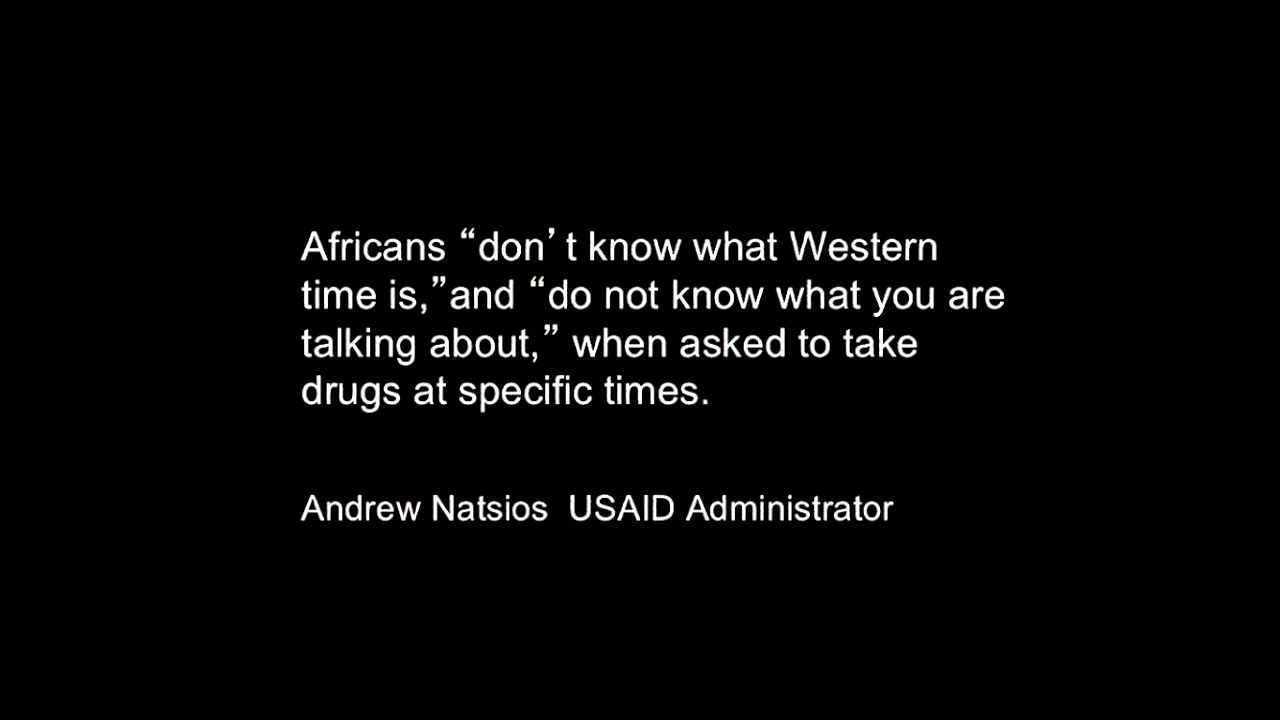 Africans “don’ t know what Western
time is,”and “do not know what you are
talking about,” when asked to take
drugs at specific times.
Andrew Natsios  USAID Administrator